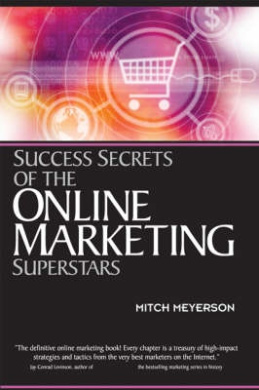 SUCCESS SECRETS
OF THE
ONLINE
MARKETING
SUPERSTARS
MITCH MEYERSON
"The definitive online marketing book! Every chapter is a treasury of high-impact
strategies and tactics from the very best marketers on the Internet."
Jay Conrad Levinson, author of the bestselling marketing series in history